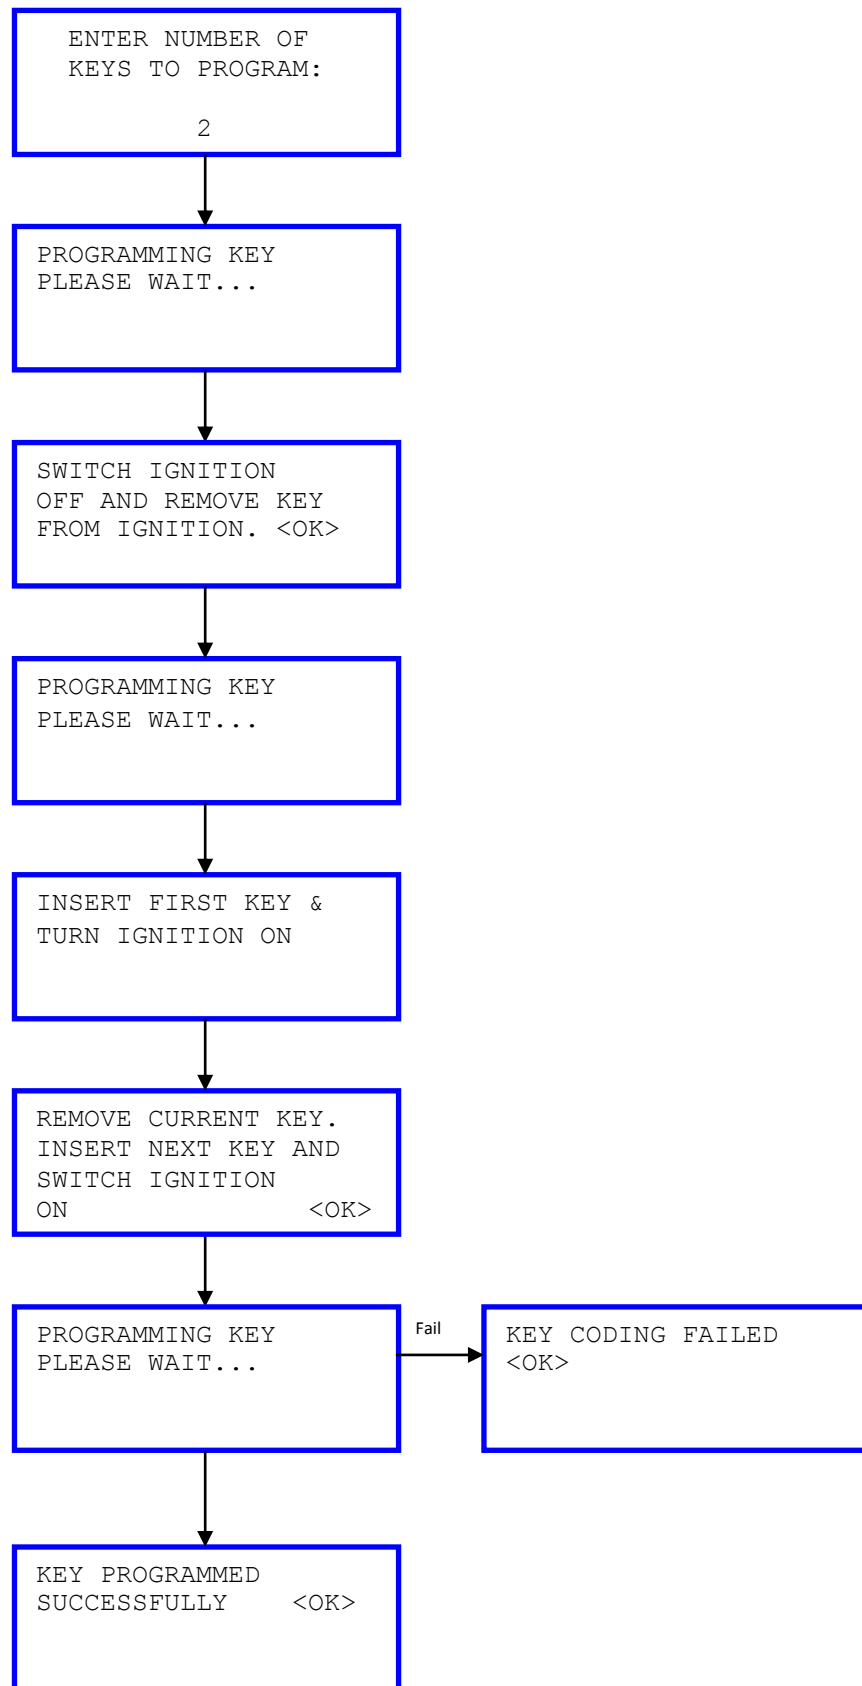 ENTER NUMBER OF
KEYS TO PROGRAM:
2
PROGRAMMING KEY
PLEASE WAIT...
SWITCH IGNITION
OFF AND REMOVE KEY
FROM IGNITION. <OK>
PROGRAMMING KEY
PLEASE WAIT...
INSERT FIRST KEY &
TURN IGNITION ON
REMOVE CURRENT KEY.
INSERT NEXT KEY AND
SWITCH IGNITION
ON <OK>
PROGRAMMING KEY
PLEASE WAIT...
Fail
KEY CODING FAILED
<OK>
KEY PROGRAMMED
SUCCESSFULLY <OK>